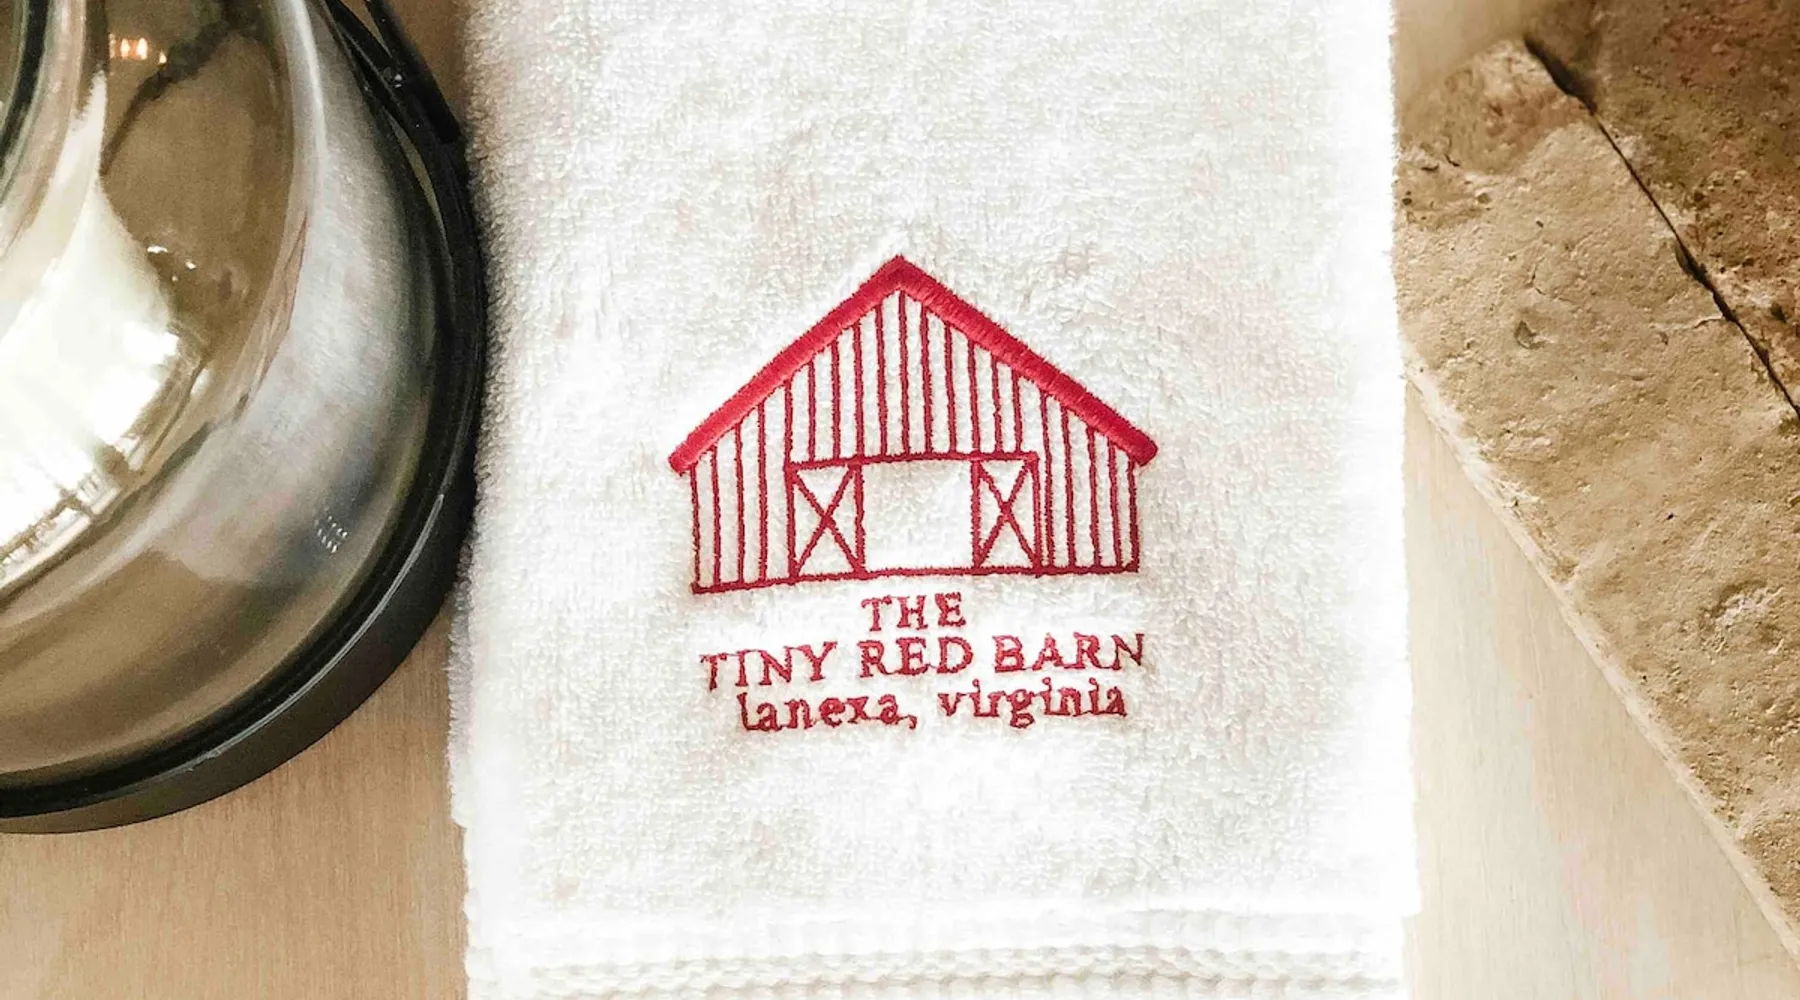 THE
TINY RED BARN
lanexa, virginia